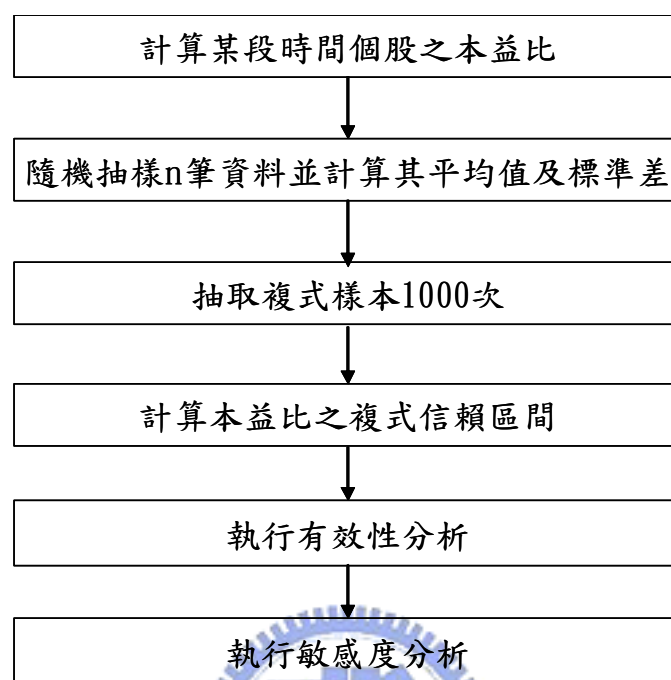 計算某段時間個股之本益比
隨機抽樣n筆資料並計算其平均值及標準差
抽取複式樣本1000次
計算本益比之複式信賴區間
執行有效性分析
執行敏感度分析